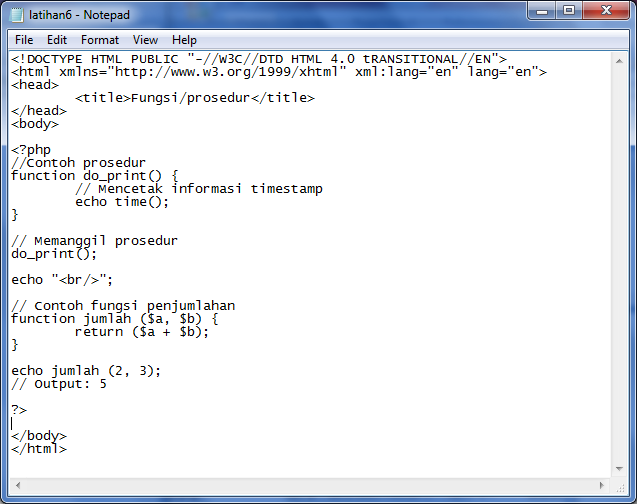 latihan6 - Notepad
File Edit Format View Help
<!DOCTYPE HTML PUBLIC "-//W3C//DTD HTML 4.0 tRANSITIONAL//EN">
<html xmlns="http://www.w3.org/1999/xhtml" xml:lang="en" lang="en">
<head>
        <title>Fungsi/prosedur</title>
</head>
<body>

<?php
//Contoh prosedur
function do_print() {
        // Mencetak informasi timestamp
        echo time();
}

// Memanggil prosedur
do_print();

echo "<br/>";

// Contoh fungsi penjumlahan
function jumlah ($a, $b) {
        return ($a + $b);
}

echo jumlah (2, 3);
// Output: 5

?>

</body>
</html>